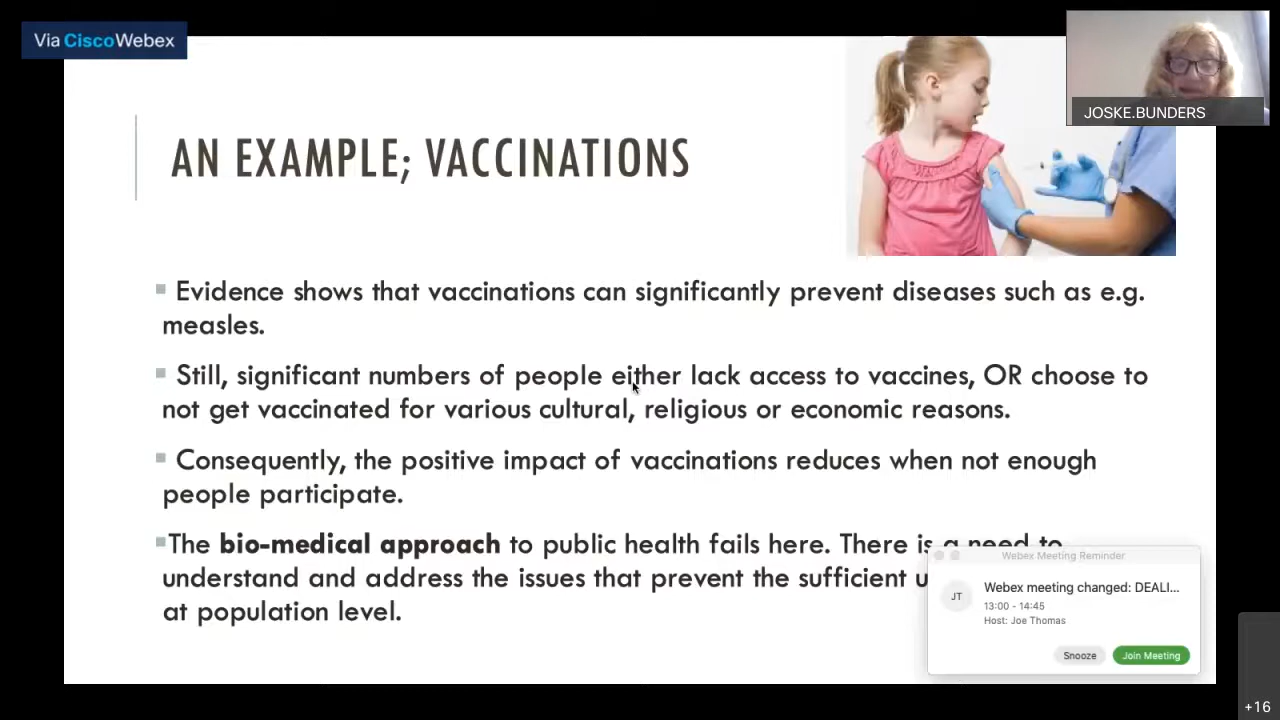 Via CiscoWebex
JOSKE.BUNDERS
AN EXAMPLE; VACCINATIONS
Evidence shows that vaccinations can significantly prevent diseases such as e.g.
measles.
Still, significant numbers of people either lack access to vaccines, OR choose to
not get vaccinated for various cultural, religious or economic reasons.
Consequently, the positive impact of vaccinations reduces when not enough
people participate.
The bio-medical approach to public health fails here. There is a need to
understand and address the issues that prevent the sufficient
at population level.
Webex Meeting Reminder
JT
Webex meeting changed: DEALI...
13:00 - 14:45
Host: Joe Thomas
Snooze
Join Meeting
+16